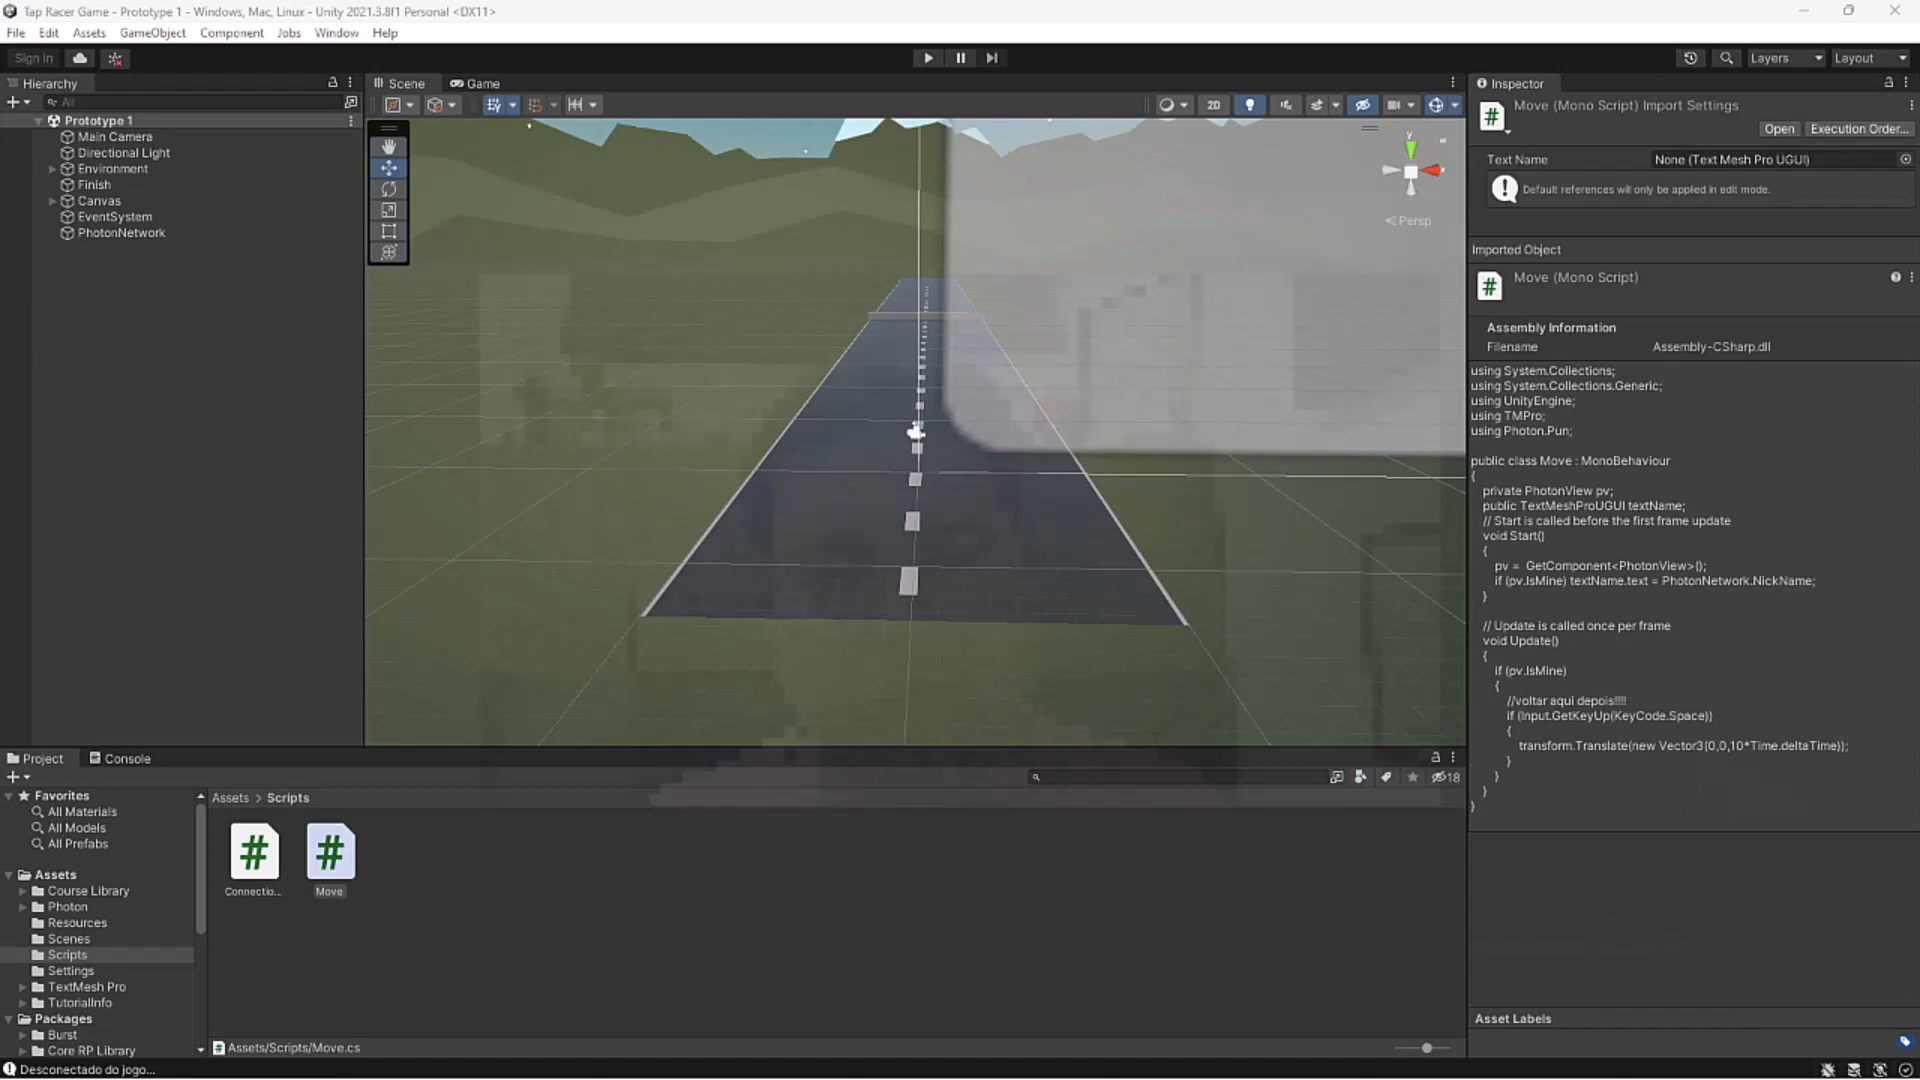 Tap Racer Game - Prototype 1 - Windows, Mac, Linux - Unity 2021.3.8f1 Personal <DX11>
File Edit Assets GameObject Component Jobs Window Help
Sign in
Layers
Layout
Hierarchy
All
Prototype 1
Main Camera
Directional Light
Environment
Finish
Canvas
EventSystem
PhotonNetwork
Scene
Game
2D
y
Persp
Inspector
Move (Mono Script) Import Settings
Open
Execution Order...
Text Name None (Text Mesh Pro UGUI)
Default references will only be applied in edit mode.
Imported Object
Move (Mono Script)
Assembly Information
Filename Assembly-CSharp.dll
using System.Collections;
using System.Collections.Generic;
using UnityEngine;
using TMPro;
using Photon.Pun;
public class Move : MonoBehaviour
{
private PhotonView pv;
public TextMeshProUGUI textName;
// Start is called before the first frame update
void Start()
{
pv = GetComponent<PhotonView>();
if (pv.IsMine) textName.text = PhotonNetwork.NickName;
}
// Update is called once per frame
void Update()
{
if (pv.IsMine)
{
//voltar aqui depois!!!!
if (Input.GetKeyUp(KeyCode.Space))
{
transform.Translate(new Vector3(0,0,10*Time.deltaTime));
}
}
}
}
Asset Labels
Project
Console
18
Favorites
All Materials
All Models
All Prefabs
Assets
Course Library
Photon
Resources
Scenes
Scripts
Settings
TextMesh Pro
TutorialInfo
Packages
Burst
Core RP Library
Assets > Scripts
Connectio...
Move
Assets/Scripts/Move.cs
Desconectado do jogo...